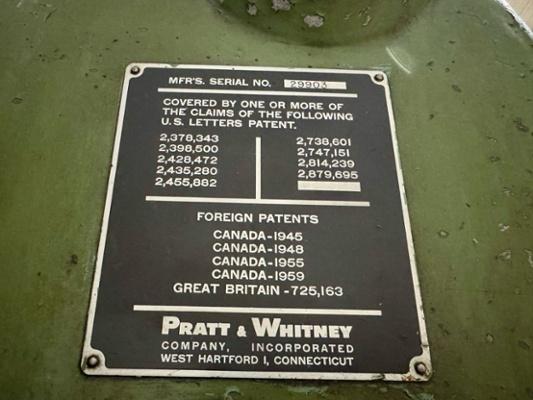 MFR'S. SERIAL NO. 29903
COVERED BY ONE OR MORE OF
THE CLAIMS OF THE FOLLOWING
U.S. LETTERS PATENT.
2,378,343
2,398,500
2,428,472
2,435,280
2,455,882
2,738,601
2,747,151
2,814,239
2,879,695
FOREIGN PATENTS
CANADA-1945
CANADA-1948
CANADA-1955
CANADA-1959
GREAT BRITAIN-725,163
PRATT & WHITNEY
COMPANY, INCORPORATED
WEST HARTFORD 1, CONNECTICUT